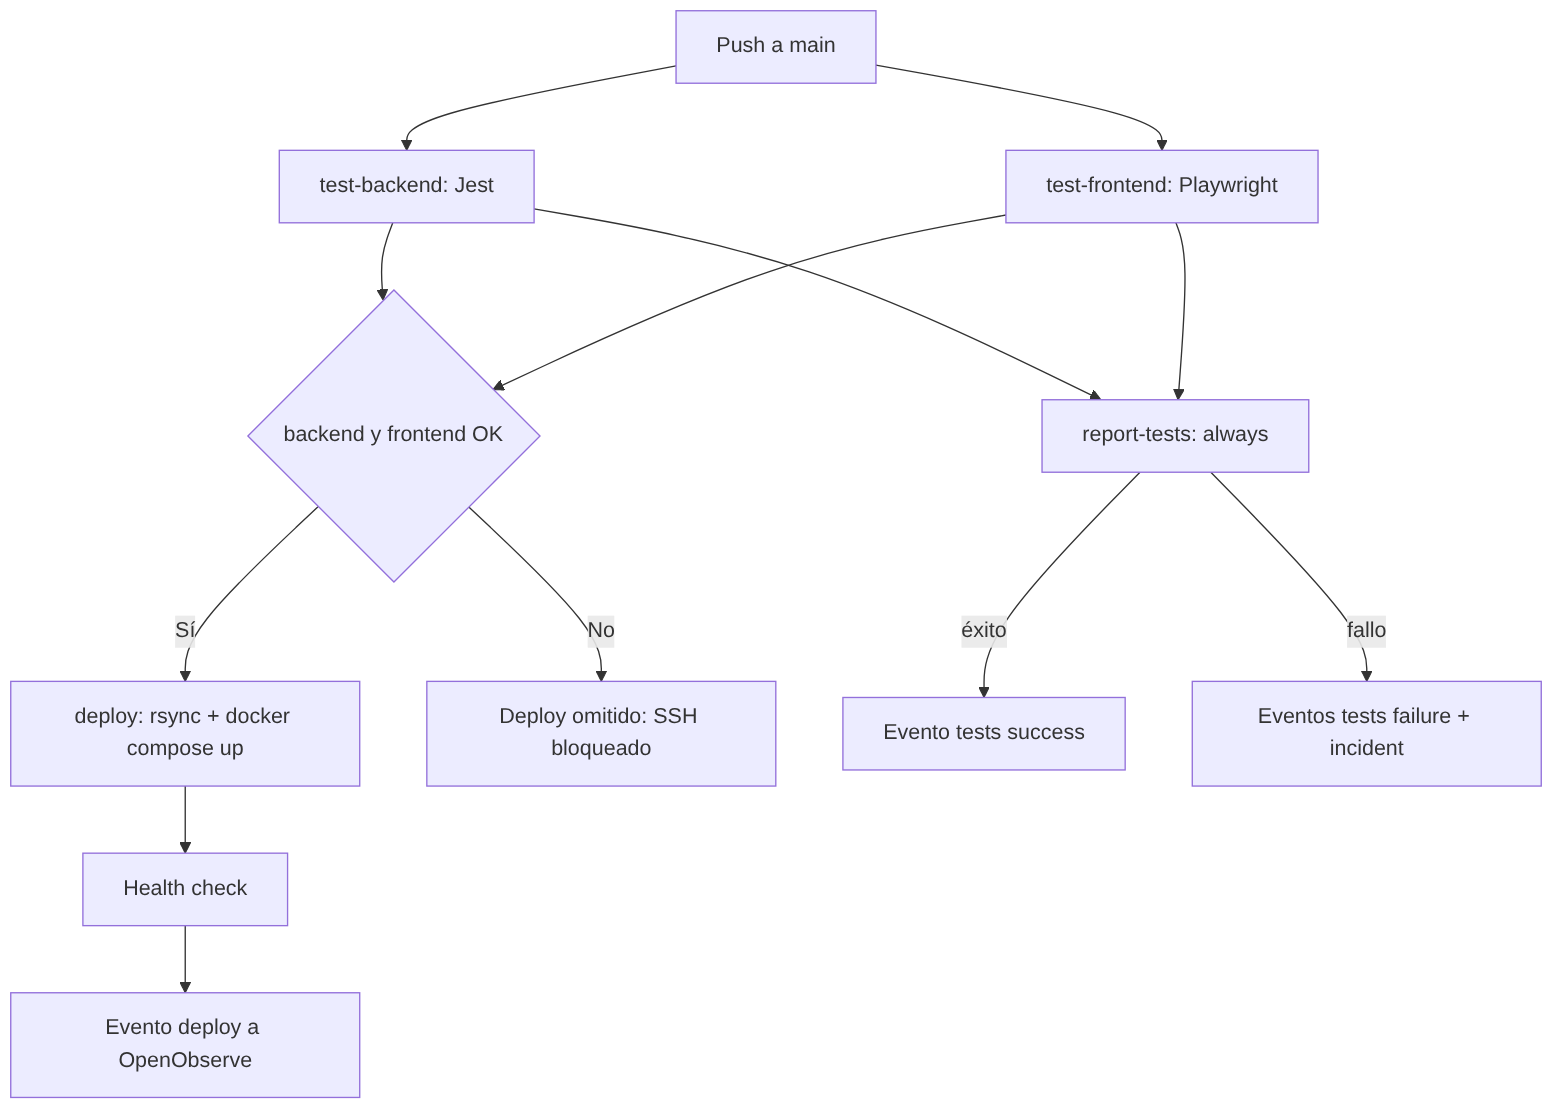 Push a main
test-backend: Jest
test-frontend: Playwright
backend y frontend OK
report-tests: always
Sí
No
éxito
fallo
deploy: rsync + docker
compose up
Deploy omitido: SSH
bloqueado
Evento tests success
Eventos tests failure +
incident
Health check
Evento deploy a
OpenObserve